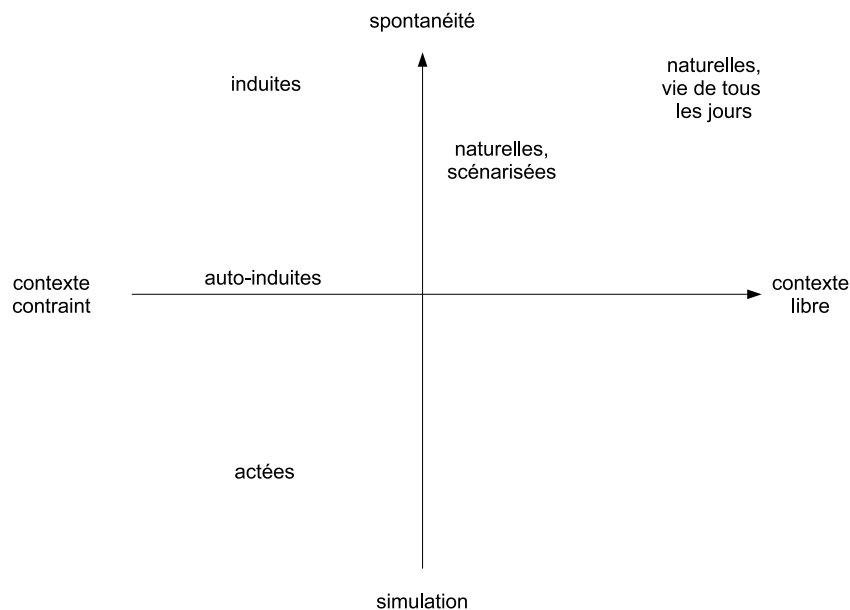 spontanéité
induites
naturelles,
vie de tous
les jours
naturelles,
scénarisées
auto-induites
contexte
contraint
contexte
libre
actées
simulation